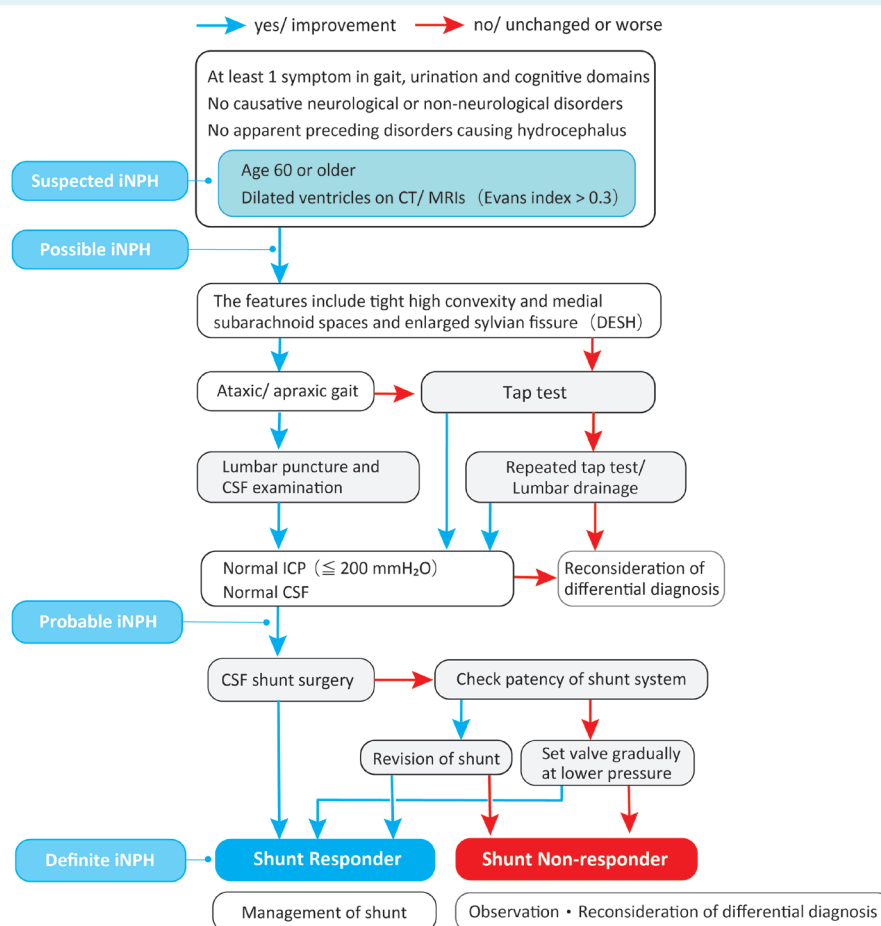 yes/ improvement
no/ unchanged or worse
At least 1 symptom in gait, urination and cognitive domains
No causative neurological or non-neurological disorders
No apparent preceding disorders causing hydrocephalus
Suspected iNPH
Age 60 or older
Dilated ventricles on CT/ MRIs （Evans index > 0.3）
Possible iNPH
The features include tight high convexity and medial
subarachnoid spaces and enlarged sylvian fissure （DESH）
Ataxic/ apraxic gait
Tap test
Lumbar puncture and
CSF examination
Repeated tap test/
Lumbar drainage
Normal ICP（≦ 200 mmH₂O）
Normal CSF
Reconsideration of
differential diagnosis
Probable iNPH
CSF shunt surgery
Check patency of shunt system
Revision of shunt
Set valve gradually
at lower pressure
Definite iNPH
Shunt Responder
Shunt Non-responder
Management of shunt
Observation・Reconsideration of differential diagnosis